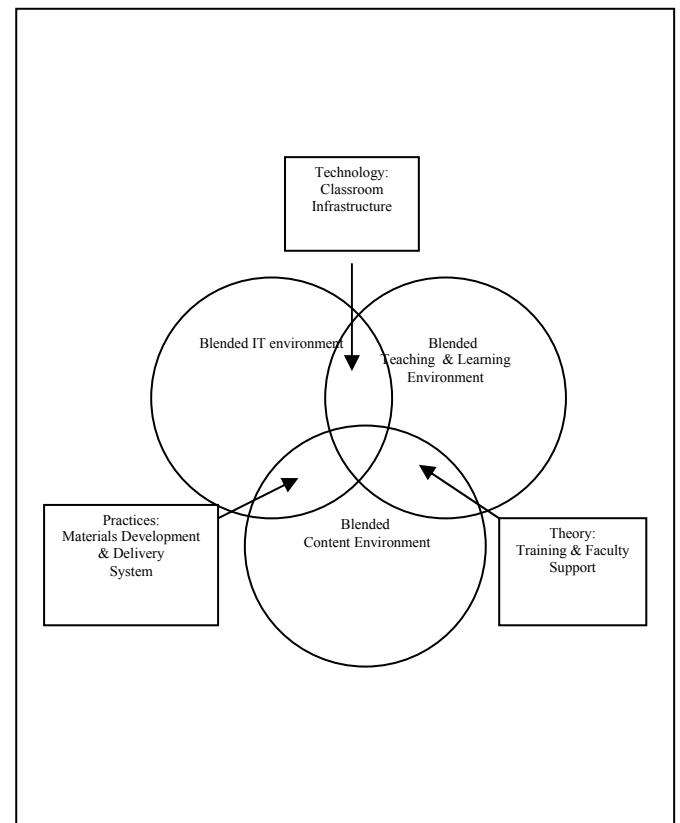 Technology:
Classroom
Infrastructure
Blended IT environment
Blended
Teaching & Learning
Environment
Practices:
Materials Development
& Delivery
System
Blended
Content Environment
Theory:
Training & Faculty
Support